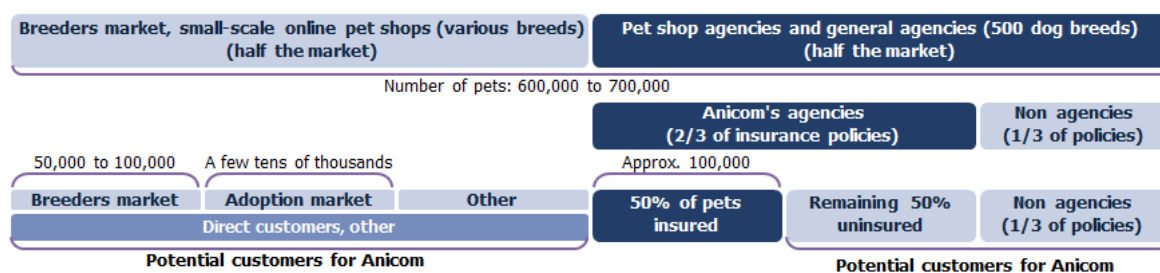 Breeders market, small-scale online pet shops (various breeds)
(half the market)
Pet shop agencies and general agencies (500 dog breeds)
(half the market)
Number of pets: 600,000 to 700,000
Anicom's agencies
(2/3 of insurance policies)
Non agencies
(1/3 of policies)
50,000 to 100,000
A few tens of thousands
Approx. 100,000
Breeders market
Adoption market
Other
50% of pets
insured
Remaining 50%
uninsured
Non agencies
(1/3 of policies)
Direct customers, other
Potential customers for Anicom
Potential customers for Anicom